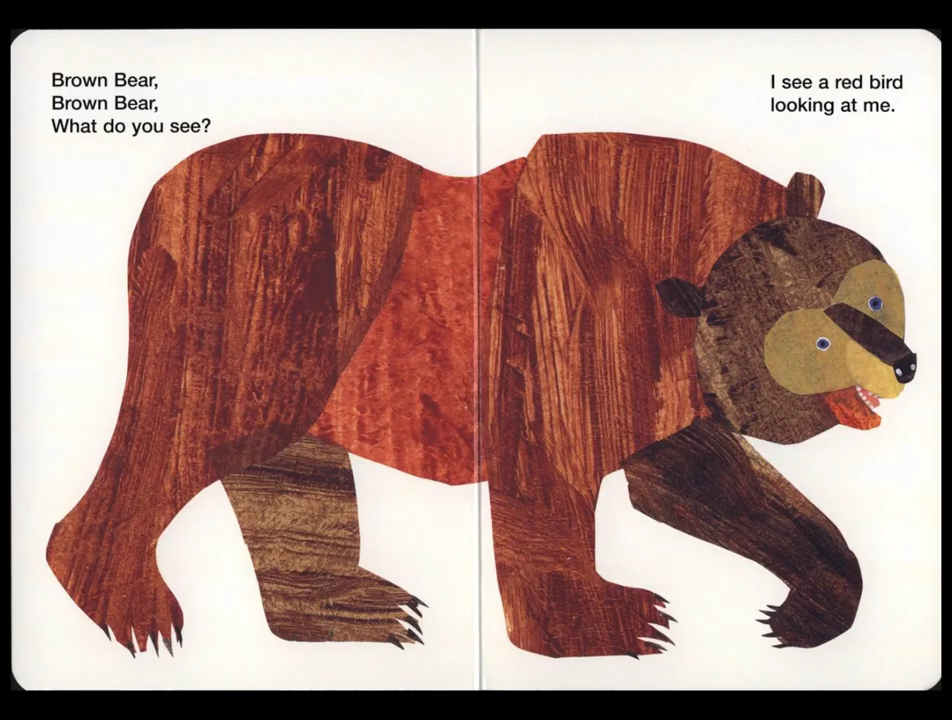 Brown Bear,
Brown Bear,
What do you see?
I see a red bird
looking at me.